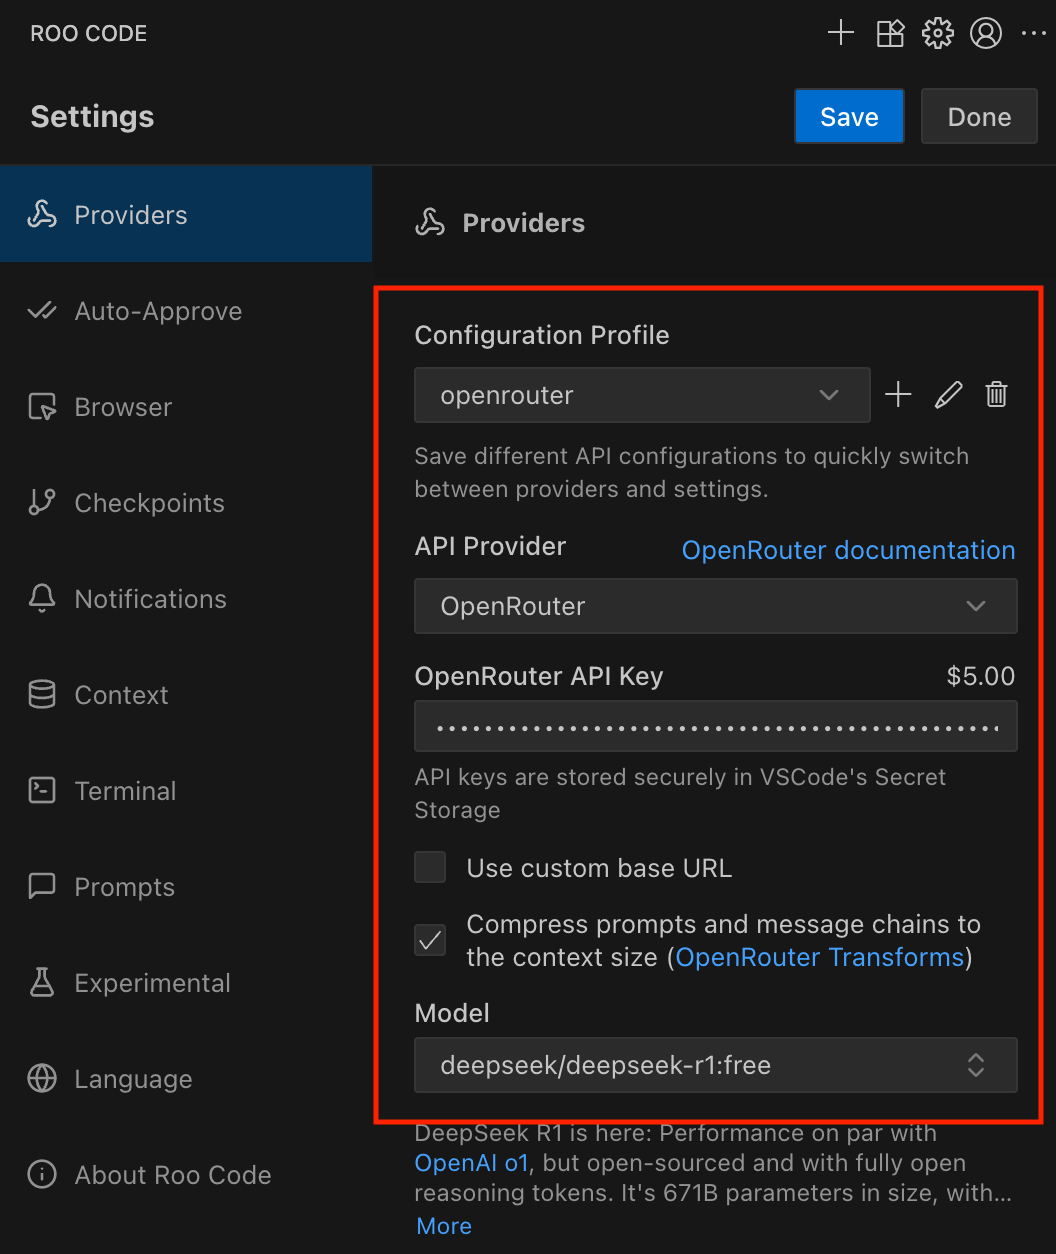 ROO CODE
Settings
Save
Done
Providers
Auto-Approve
Browser
Checkpoints
Notifications
Context
Terminal
Prompts
Experimental
Language
About Roo Code
Providers
Configuration Profile
openrouter
Save different API configurations to quickly switch
between providers and settings.
API Provider
OpenRouter documentation
OpenRouter
OpenRouter API Key
$5.00
API keys are stored securely in VSCode's Secret
Storage
Use custom base URL
Compress prompts and message chains to
the context size (OpenRouter Transforms)
Model
deepseek/deepseek-r1:free
DeepSeek R1 is here: Performance on par with
OpenAI o1, but open-sourced and with fully open
reasoning tokens. It's 671B parameters in size, with...
More